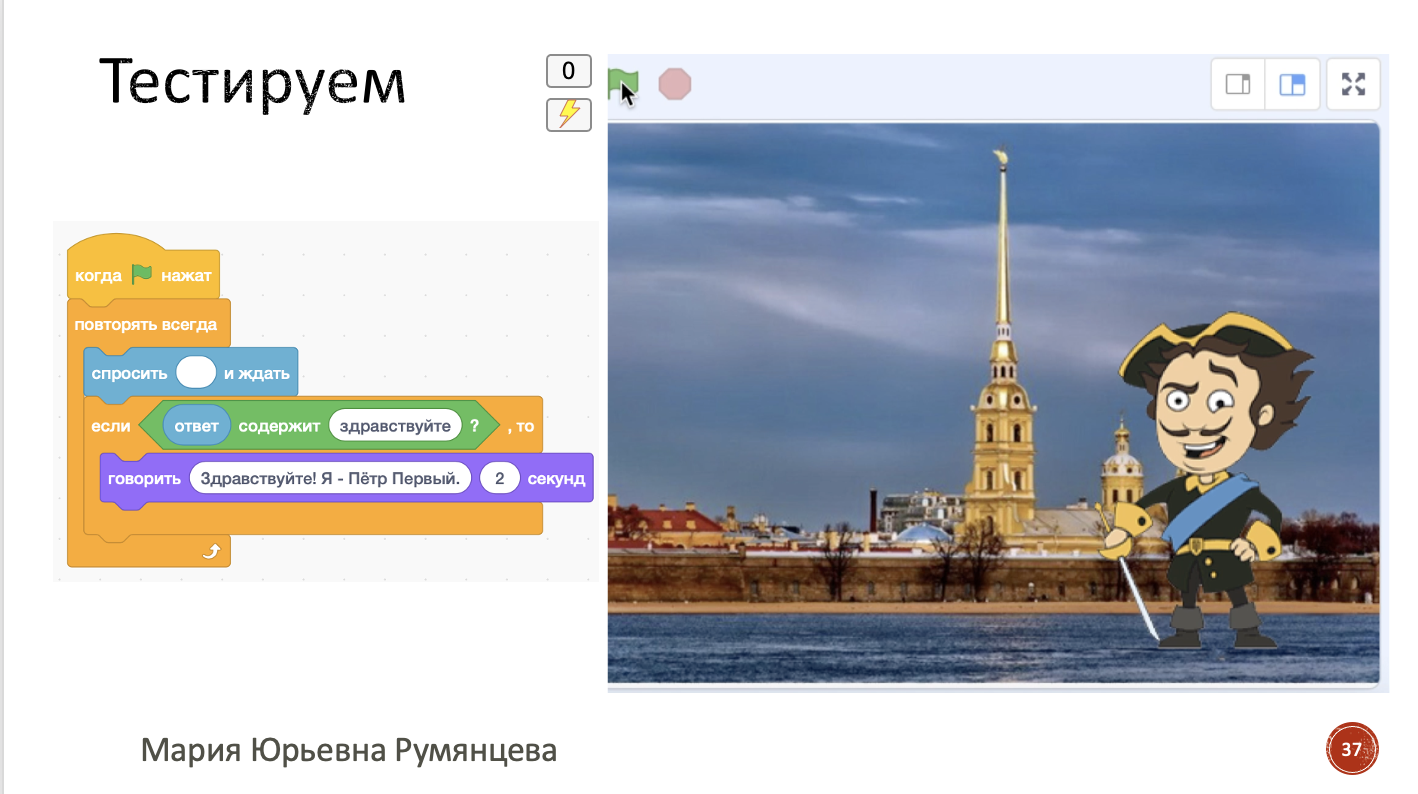 Тестируем
0
когда нажат
повторять всегда
спросить и ждать
если ответ содержит здравствуйте ? , то
говорить Здравствуйте! Я - Пётр Первый. 2 секунд
Мария Юрьевна Румянцева
37